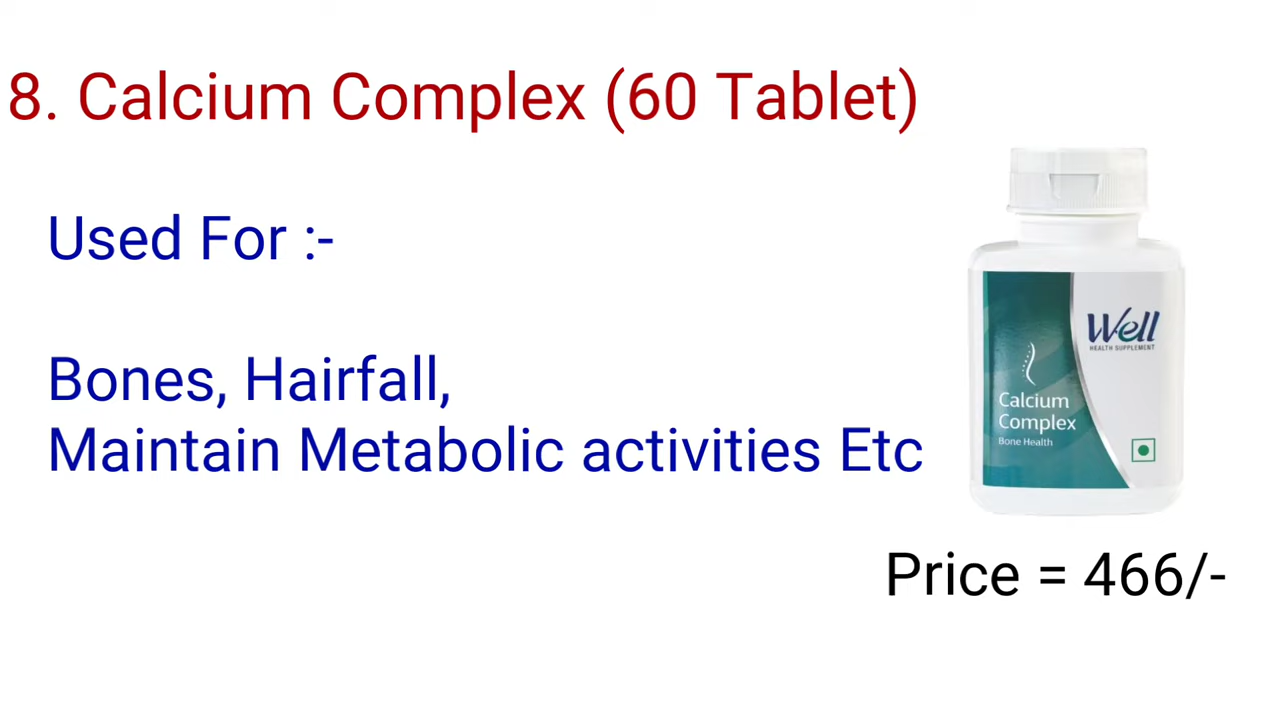 8. Calcium Complex (60 Tablet)
Used For :-
Bones, Hairfall,
Maintain Metabolic activities Etc
Well
HEALTH SUPPLEMENT
Calcium
Complex
Bone Health
Price = 466/-